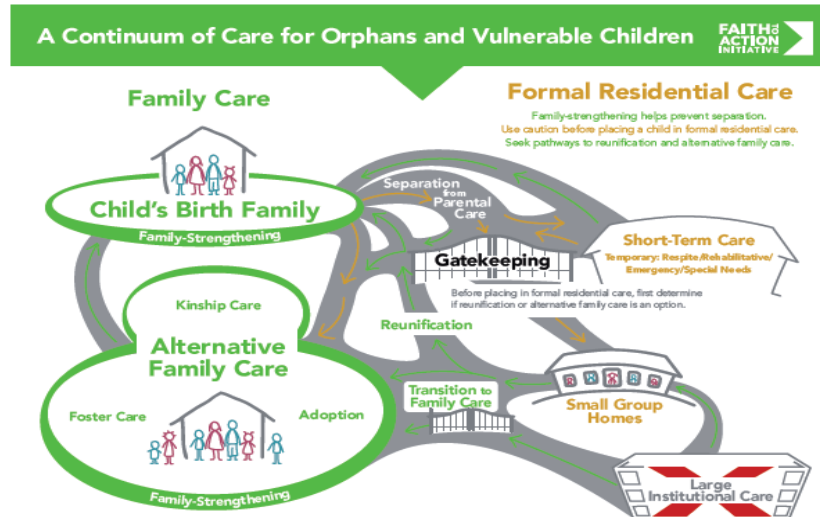 A Continuum of Care for Orphans and Vulnerable Children
FAITH TO
ACTION
INITIATIVE
Family Care
Formal Residential Care
Family-strengthening helps prevent separation.
Use caution before placing a child in formal residential care.
Seek pathways to reunification and alternative family care.
Separation
from
Parental
Care
Child's Birth Family
Family-Strengthening
Short-Term Care
Temporary: Respite/Rehabilitative/
Emergency/Special Needs
Gatekeeping
Before placing in formal residential care, first determine
if reunification or alternative family care is an option.
Kinship Care
Reunification
Alternative
Family Care
Foster Care
Adoption
Transition to
Family Care
Small Group
Homes
Large
Institutional Care
Family-Strengthening